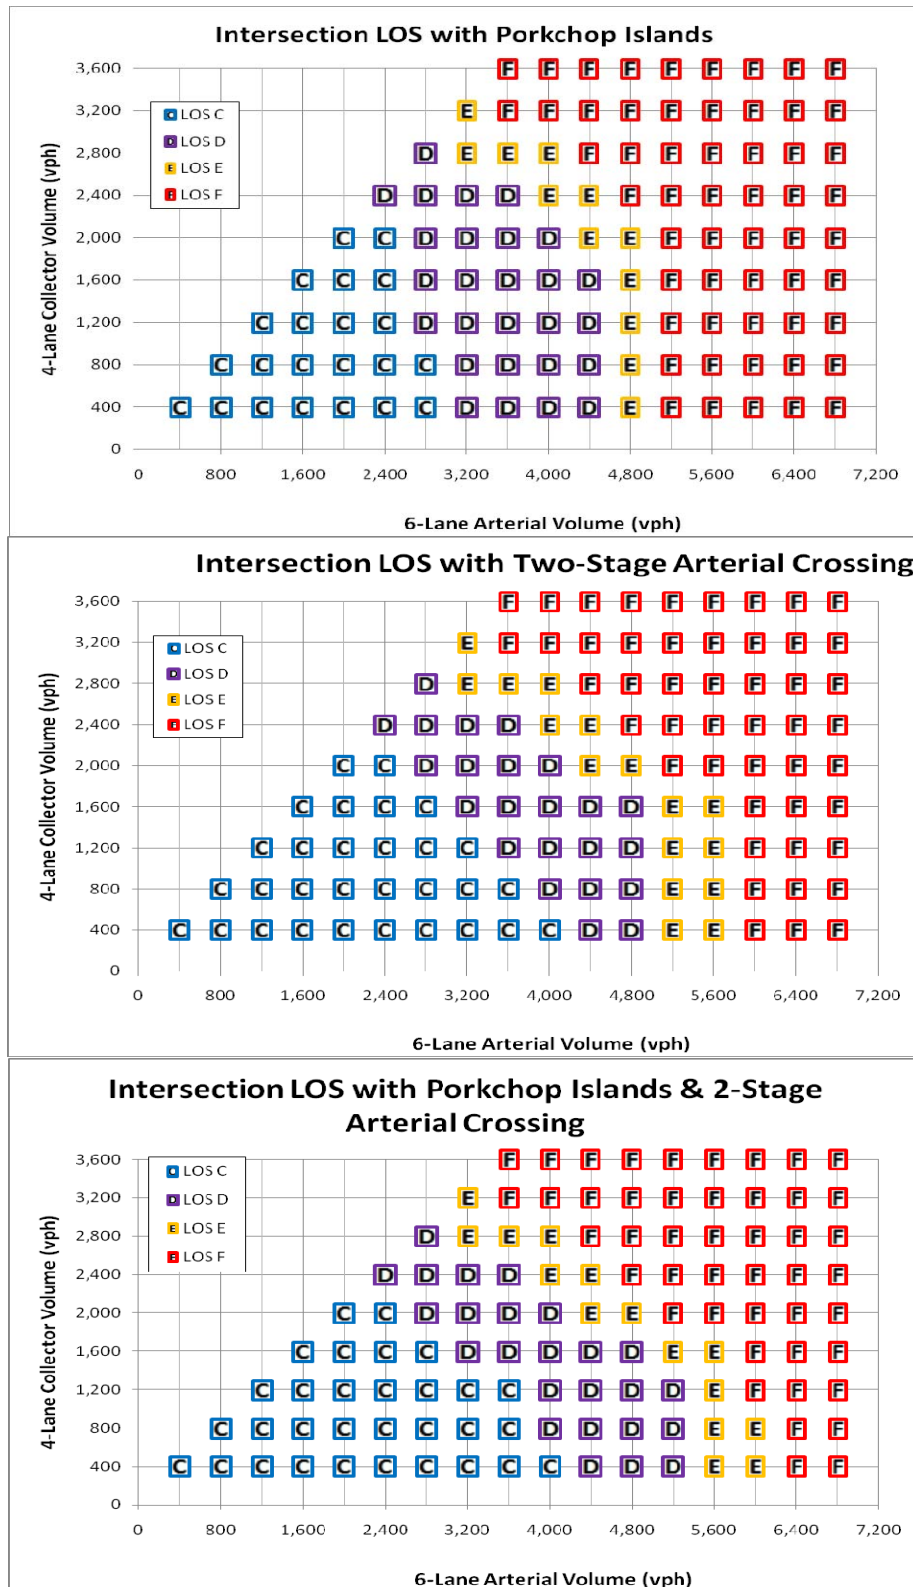 Intersection LOS with Porkchop Islands
3,600 F F F F F F F F F
3,200 E F F F F F F F F F
2,800 D E E E F F F F F F F
2,400 D D D D E E F F F F F F
2,000 C C D D D D E E F F F F F
1,600 C C C D D D D D E F F F F F
1,200 C C C C D D D D D E F F F F F
800 C C C C C C D D D D E F F F F F
400 C C C C C C C D D D D E F F F F F
0
C LOS C
D LOS D
E LOS E
F LOS F
4-Lane Collector Volume (vph)
0 800 1,600 2,400 3,200 4,000 4,800 5,600 6,400 7,200
6-Lane Arterial Volume (vph)
Intersection LOS with Two-Stage Arterial Crossing
3,600 F F F F F F F F F
3,200 E F F F F F F F F F
2,800 D E E E F F F F F F F
2,400 D D D D E E F F F F F F
2,000 C C D D D D E E F F F F F
1,600 C C C C D D D D D E E F F F
1,200 C C C C C C D D D D E E F F F
800 C C C C C C C C D D D E E F F F
400 C C C C C C C C C C D D E E F F F
0
C LOS C
D LOS D
E LOS E
F LOS F
4-Lane Collector Volume (vph)
0 800 1,600 2,400 3,200 4,000 4,800 5,600 6,400 7,200
6-Lane Arterial Volume (vph)
Intersection LOS with Porkchop Islands & 2-Stage
Arterial Crossing
3,600 F F F F F F F F F
3,200 E F F F F F F F F F
2,800 D E E E F F F F F F F
2,400 D D D D E E F F F F F F
2,000 C C D D D D E E F F F F F
1,600 C C C C D D D D D E E F F F
1,200 C C C C C C C D D D D E F F F
800 C C C C C C C C D D D D E E F F
400 C C C C C C C C C C D D D E E F F
0
C LOS C
D LOS D
E LOS E
F LOS F
4-Lane Collector Volume (vph)
0 800 1,600 2,400 3,200 4,000 4,800 5,600 6,400 7,200
6-Lane Arterial Volume (vph)